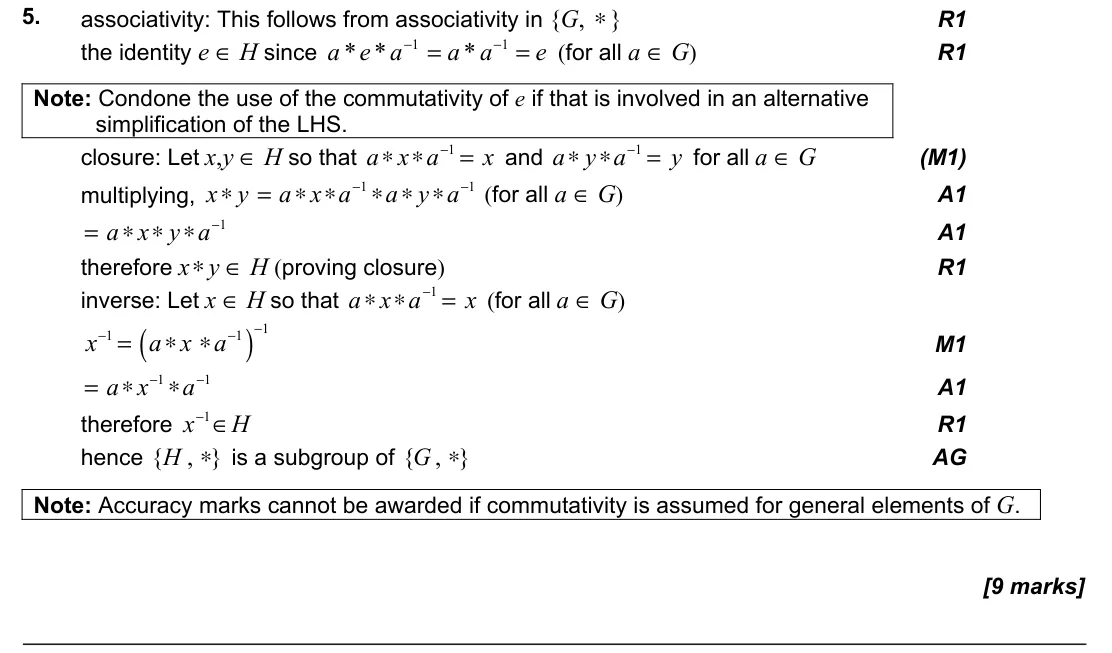 5. associativity: This follows from associativity in {G, *} R1
the identity e ∈ H since a * e * a⁻¹ = a * a⁻¹ = e (for all a ∈ G) R1
Note: Condone the use of the commutativity of e if that is involved in an alternative
simplification of the LHS.
closure: Let x,y ∈ H so that a * x * a⁻¹ = x and a * y * a⁻¹ = y for all a ∈ G (M1)
multiplying, x * y = a * x * a⁻¹ * a * y * a⁻¹ (for all a ∈ G) A1
= a * x * y * a⁻¹ A1
therefore x * y ∈ H (proving closure) R1
inverse: Let x ∈ H so that a * x * a⁻¹ = x (for all a ∈ G)
x⁻¹ = (a * x * a⁻¹)⁻¹ M1
= a * x⁻¹ * a⁻¹ A1
therefore x⁻¹ ∈ H R1
hence {H, *} is a subgroup of {G, *} AG
Note: Accuracy marks cannot be awarded if commutativity is assumed for general elements of G.
[9 marks]